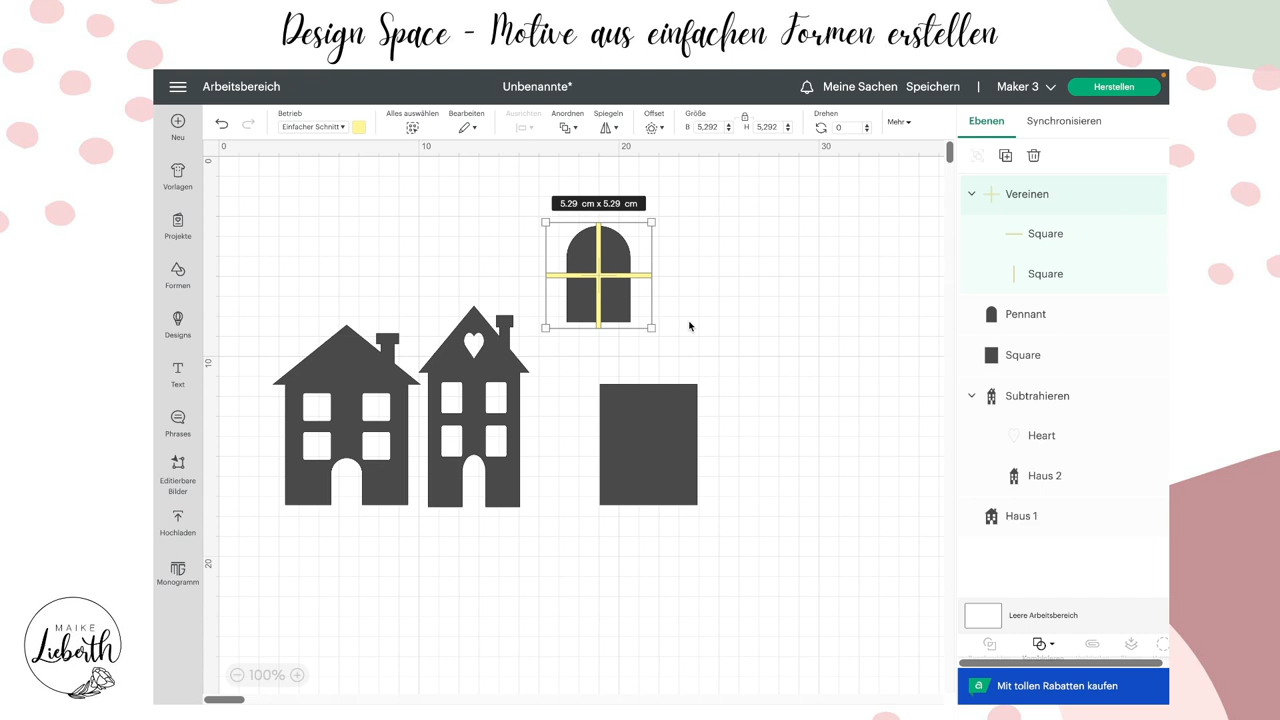 Design Space - Motive aus einfachen Formen erstellen
Arbeitsbereich
Unbenannte*
Meine Sachen Speichern | Maker 3
Herstellen
Betrieb
Einfacher Schnitt
Alles auswählen
Bearbeiten
Ausrichten
Anordnen
Spiegeln
Offset
Größe
B 5,292
H 5,292
Drehen
0
Mehr
Ebenen
Synchronisieren
Neu
Vorlagen
Projekte
Formen
Designs
Text
Phrases
Editierbare
Bilder
Hochladen
Monogramm
0
10
20
30
0
10
20
5.29 cm x 5.29 cm
100%
Vereinen
Square
Square
Pennant
Square
Subtrahieren
Heart
Haus 2
Haus 1
Leere Arbeitsbereich
Mit tollen Rabatten kaufen
MAIKE
Lieberth